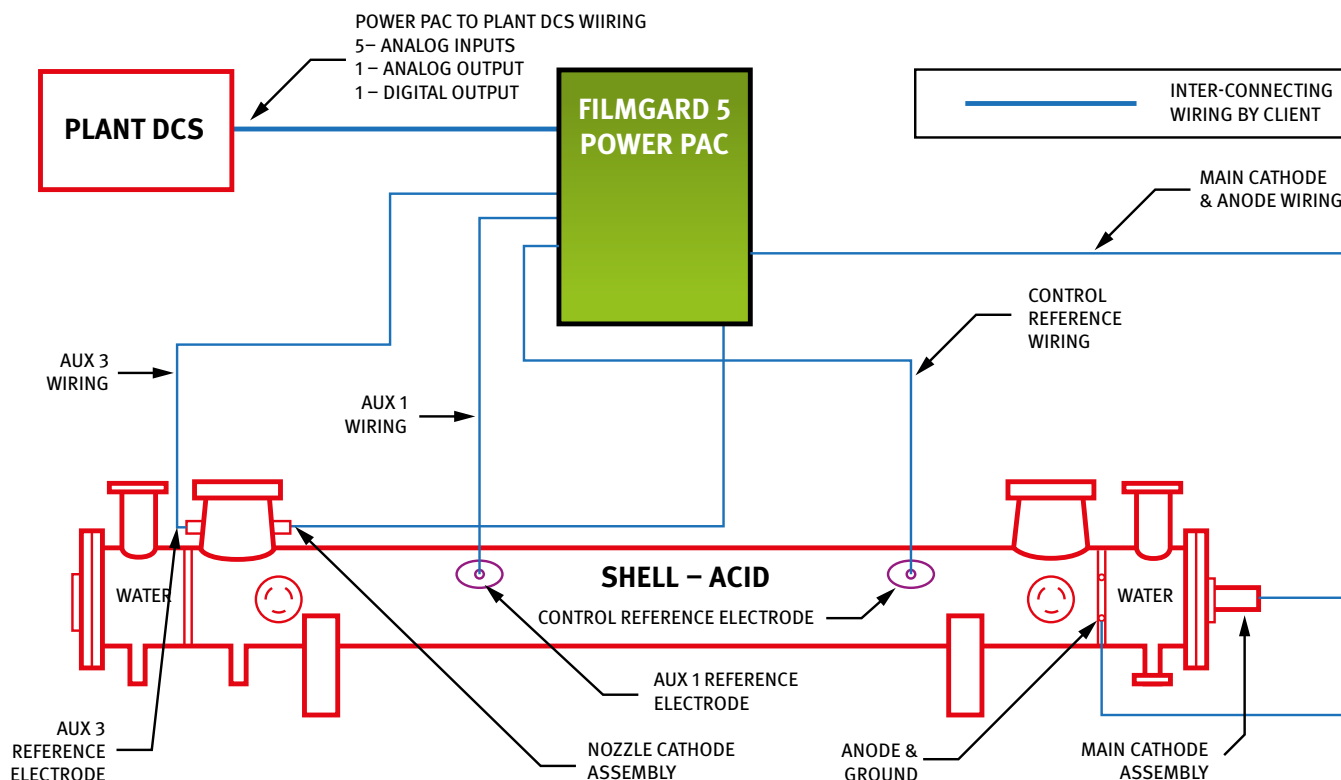 POWER PAC TO PLANT DCS WIIRING
5– ANALOG INPUTS
1 – ANALOG OUTPUT
1 – DIGITAL OUTPUT
PLANT DCS
FILMGARD 5
POWER PAC
INTER-CONNECTING
WIRING BY CLIENT
MAIN CATHODE
& ANODE WIRING
CONTROL
REFERENCE
WIRING
AUX 3
WIRING
AUX 1
WIRING
WATER
SHELL – ACID
CONTROL REFERENCE ELECTRODE
WATER
AUX 1 REFERENCE
ELECTRODE
AUX 3
REFERENCE
ELECTRODE
NOZZLE CATHODE
ASSEMBLY
ANODE &
GROUND
MAIN CATHODE
ASSEMBLY